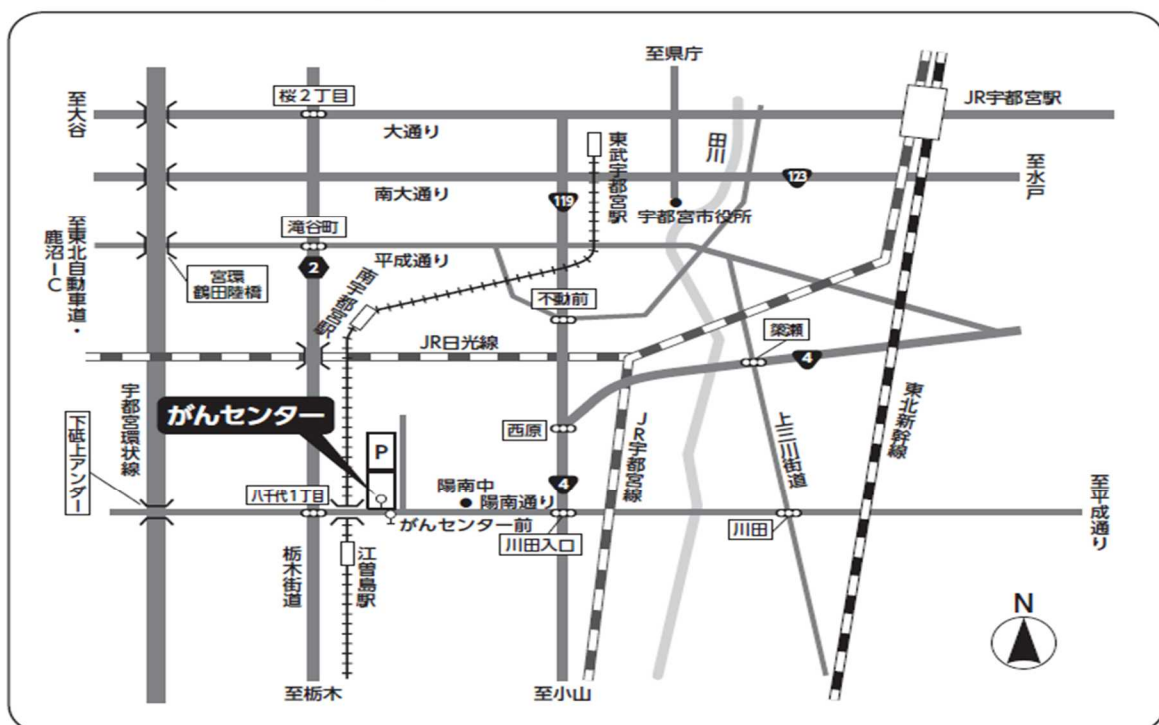 至県庁
桜２丁目
JR宇都宮駅
至大谷
大通り
東武宇都宮駅
田川
至水戸
南大通り
119
123
宇都宮市役所
滝谷町
至東北自動車道・
鹿沼IC
平成通り
2
宮環
鶴田陸橋
南宇都宮駅
不動前
簗瀬
JR日光線
4
宇都宮環状線
がんセンター
下砥上アンダー
西原
JR宇都宮線
上三川街道
東北新幹線
P
陽南中
4
八千代1丁目
陽南通り
至平成通り
がんセンター前
川田入口
川田
栃木街道
江曽島駅
N
至栃木
至小山